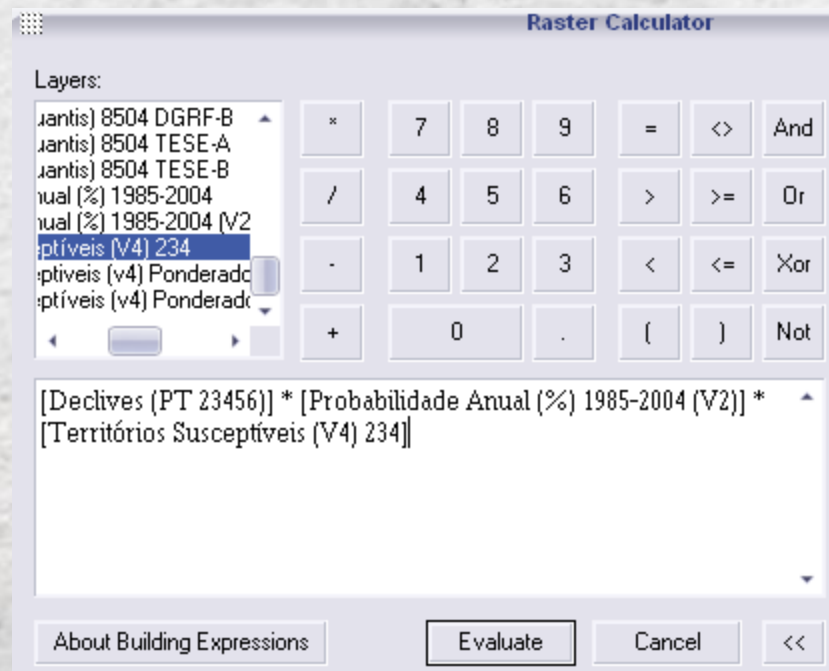 Raster Calculator
Layers:
uantis) 8504 DGRF-B
uantis) 8504 TESE-A
uantis) 8504 TESE-B
nual (%) 1985-2004
nual (%) 1985-2004 (V2
eptíveis (V4) 234
eptiveis (v4) Ponderado
eptíveis (v4) Ponderado
* 7 8 9 = <> And
/ 4 5 6 > >= Or
- 1 2 3 < <= Xor
+ 0 . ( ) Not
[Declives (PT 23456)] * [Probabilidade Anual (%) 1985-2004 (V2)] *
[Territórios Susceptíveis (V4) 234]
About Building Expressions Evaluate Cancel <<